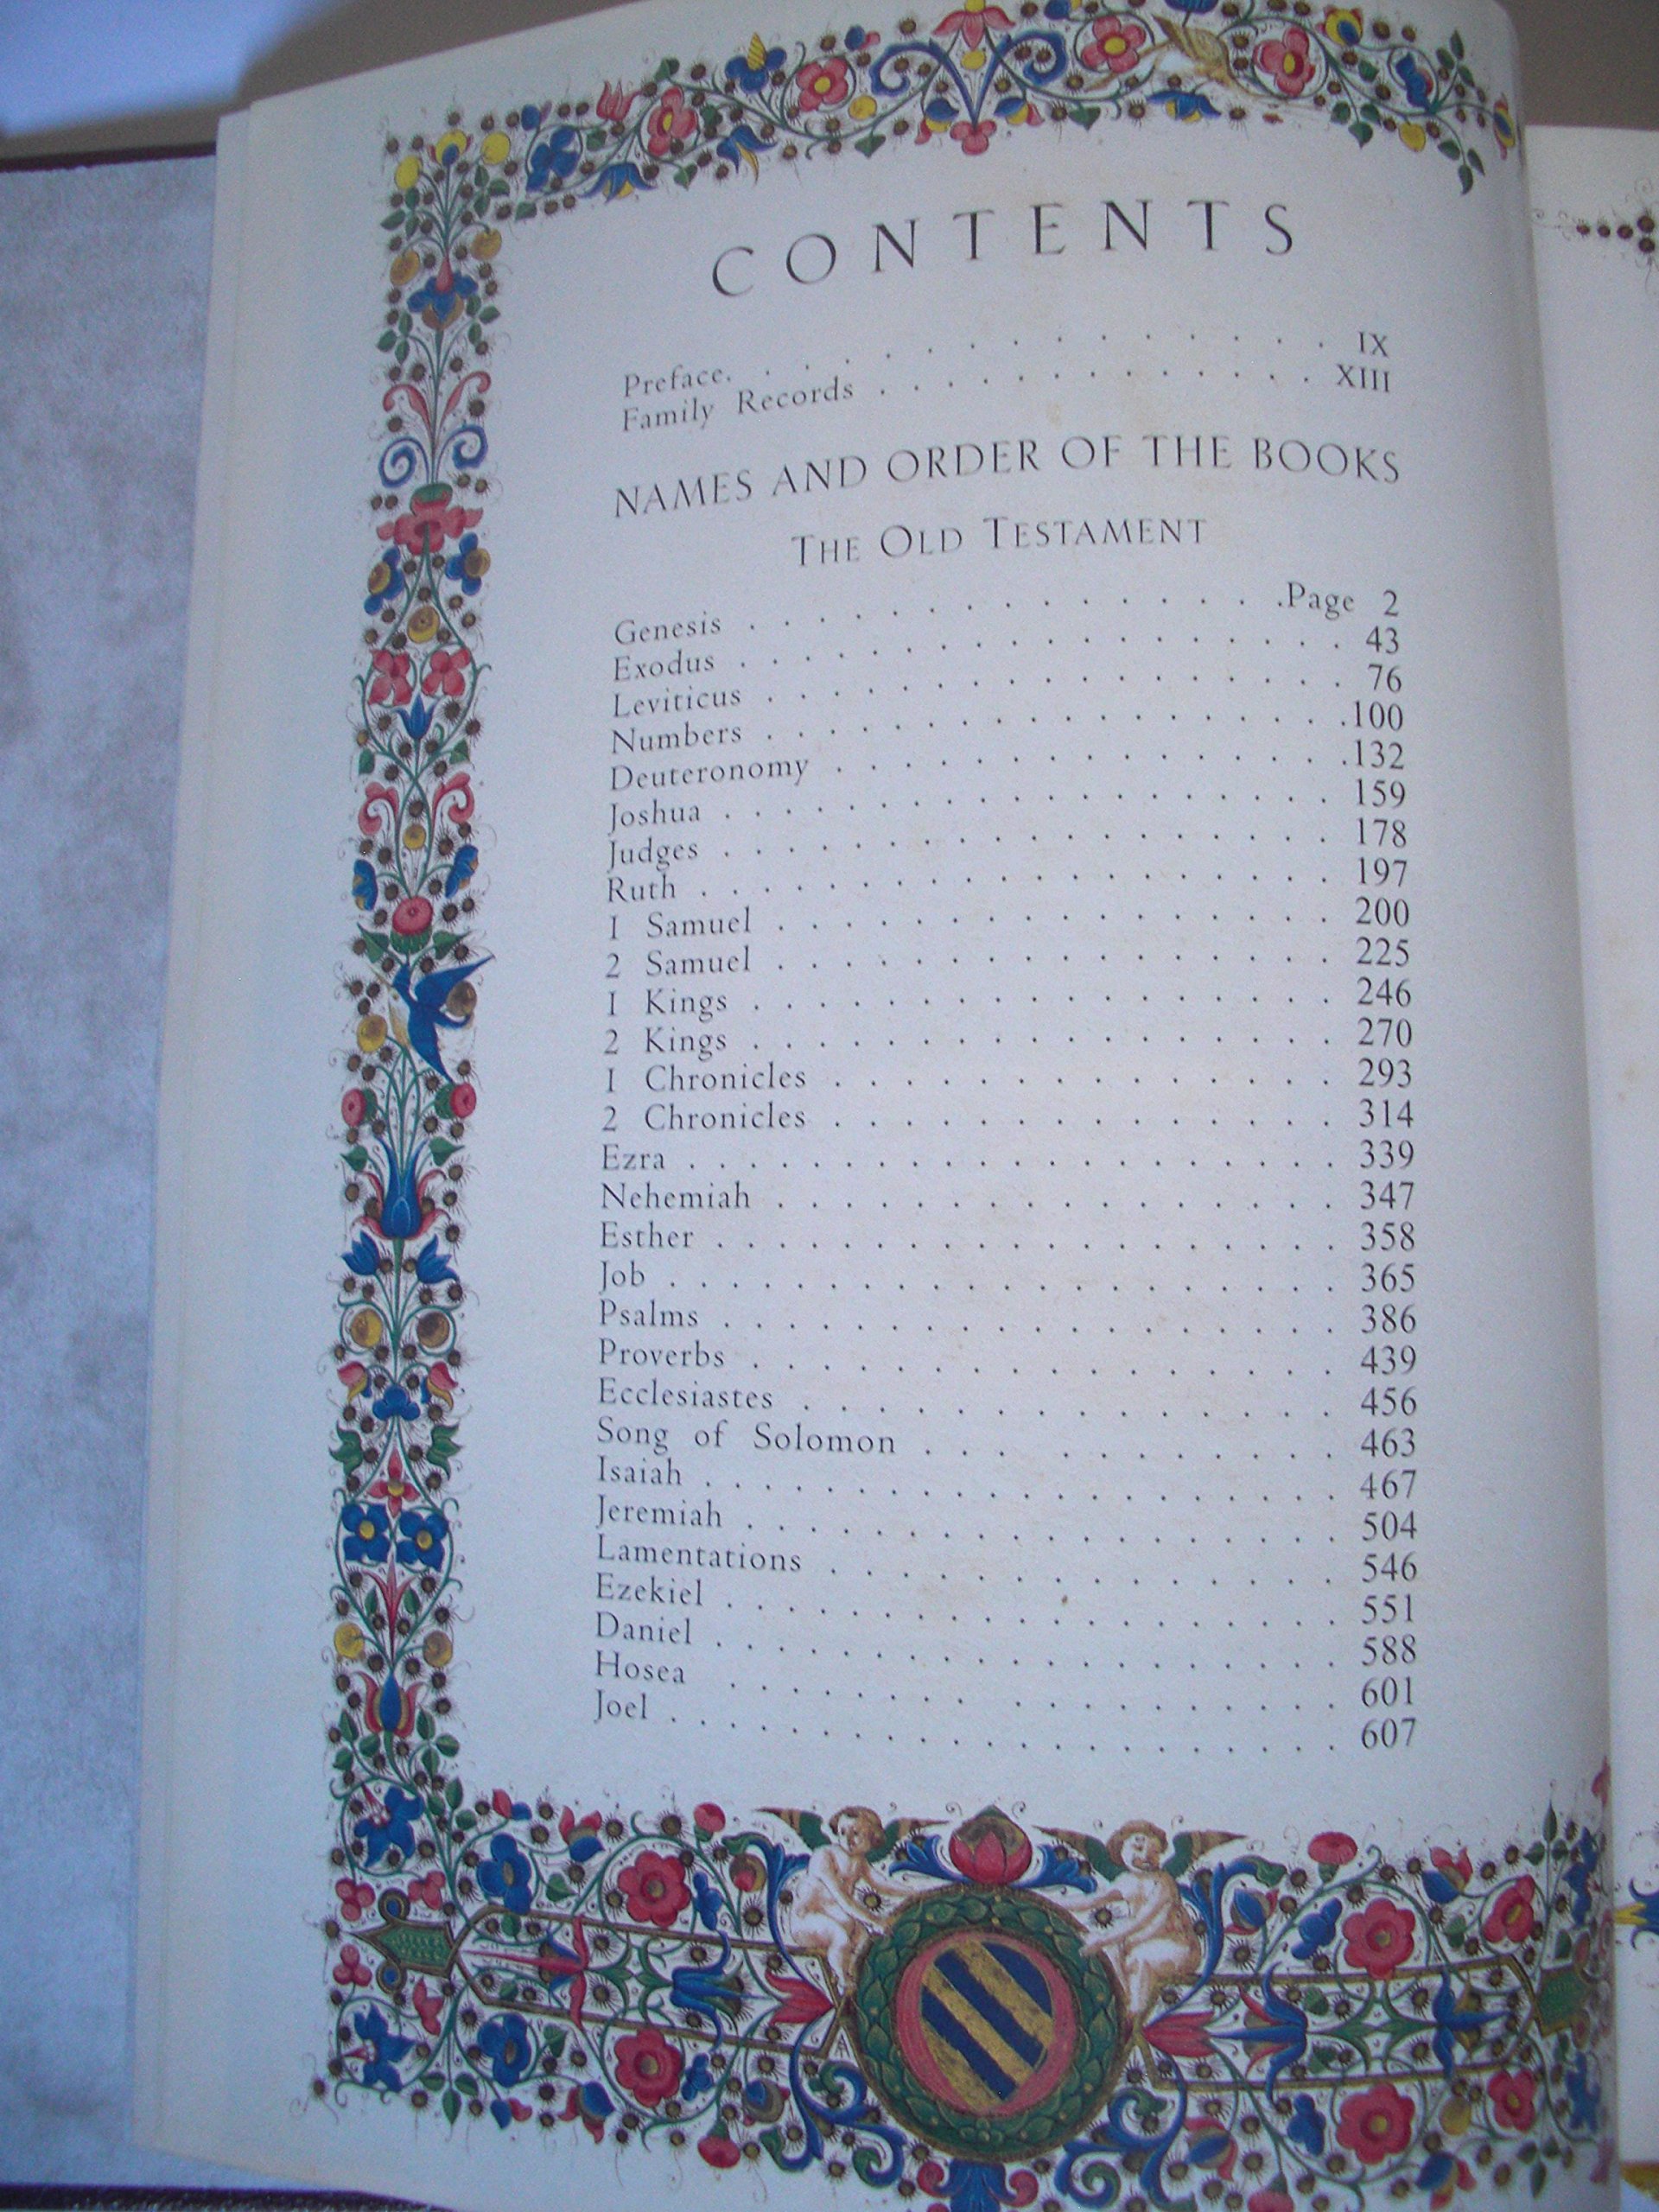 CONTENTS
Preface. . . . . . . . . . . . . . . IX
Family Records . . . . . . . . . . . . XIII
NAMES AND ORDER OF THE BOOKS
THE OLD TESTAMENT
Genesis . . . . . . . . . . . . . .Page 2
Exodus . . . . . . . . . . . . . . . . . . . 43
Leviticus . . . . . . . . . . . . . . . . . . 76
Numbers . . . . . . . . . . . . . . . . . .100
Deuteronomy . . . . . . . . . . . . . . . .132
Joshua . . . . . . . . . . . . . . . . . . . 159
Judges . . . . . . . . . . . . . . . . . . . 178
Ruth . . . . . . . . . . . . . . . . . . . . 197
1 Samuel . . . . . . . . . . . . . . . . . . 200
2 Samuel . . . . . . . . . . . . . . . . . . 225
1 Kings . . . . . . . . . . . . . . . . . . 246
2 Kings . . . . . . . . . . . . . . . . . . 270
1 Chronicles . . . . . . . . . . . . . . . . 293
2 Chronicles . . . . . . . . . . . . . . . . 314
Ezra . . . . . . . . . . . . . . . . . . . . 339
Nehemiah . . . . . . . . . . . . . . . . . . 347
Esther . . . . . . . . . . . . . . . . . . . 358
Job . . . . . . . . . . . . . . . . . . . . . 365
Psalms . . . . . . . . . . . . . . . . . . . 386
Proverbs . . . . . . . . . . . . . . . . . . 439
Ecclesiastes . . . . . . . . . . . . . . . . 456
Song of Solomon . . . . . . . . . . . . 463
Isaiah . . . . . . . . . . . . . . . . . . . . 467
Jeremiah . . . . . . . . . . . . . . . . . . 504
Lamentations . . . . . . . . . . . . . . . . 546
Ezekiel . . . . . . . . . . . . . . . . . . . 551
Daniel . . . . . . . . . . . . . . . . . . . 588
Hosea . . . . . . . . . . . . . . . . . . 601
Joel . . . . . . . . . . . . . . . . . . . . . 607